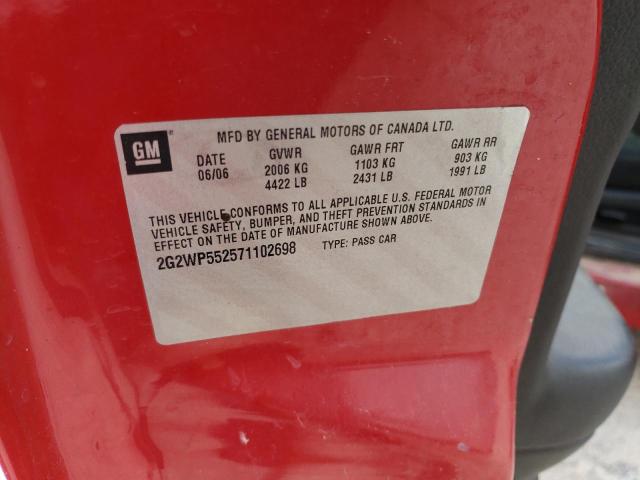 GM
MFD BY GENERAL MOTORS OF CANADA LTD.
DATE GVWR GAWR FRT GAWR RR
06/06 2006 KG 1103 KG 903 KG
4422 LB 2431 LB 1991 LB
THIS VEHICLE CONFORMS TO ALL APPLICABLE U.S. FEDERAL MOTOR
VEHICLE SAFETY, BUMPER, AND THEFT PREVENTION STANDARDS IN
EFFECT ON THE DATE OF MANUFACTURE SHOWN ABOVE.
2G2WP552571102698 TYPE: PASS CAR